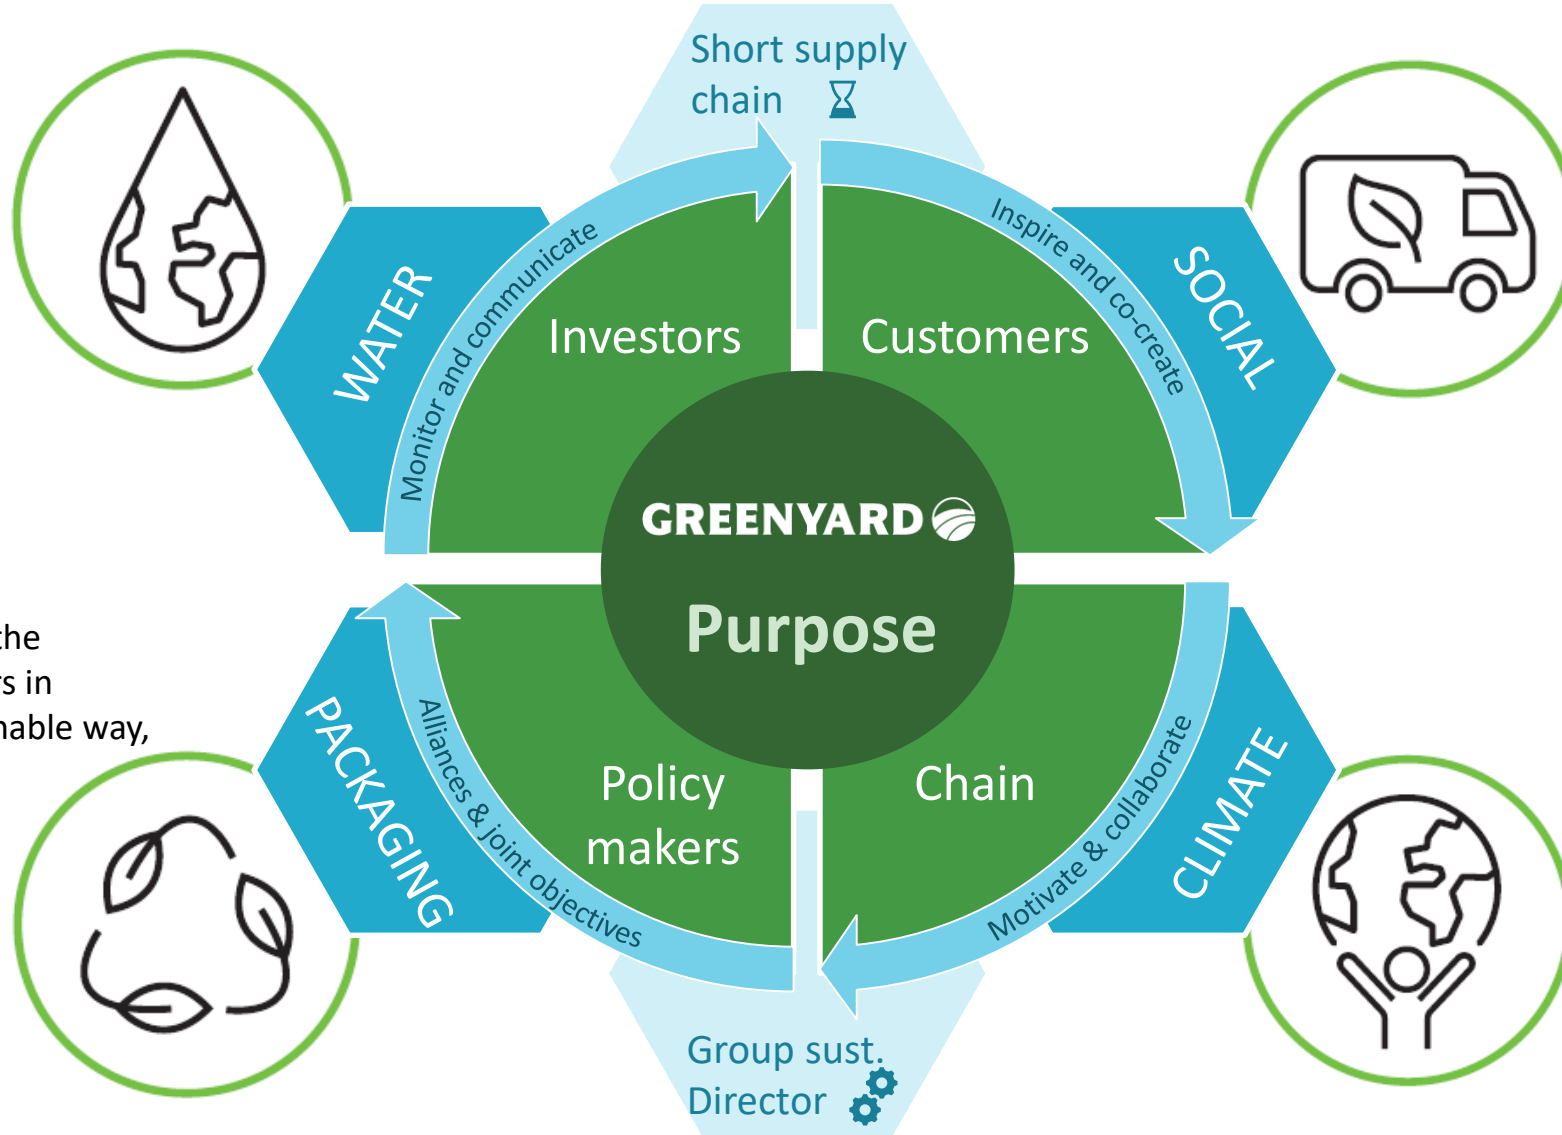 Short supply
chain
WATER
Monitor and communicate
Inspire and co-create
SOCIAL
Investors
Customers
GREENYARD
Purpose
the
in
way,
PACKAGING
Alliances & joint objectives
Policy
makers
Chain
Motivate & collaborate
CLIMATE
Group sust.
Director